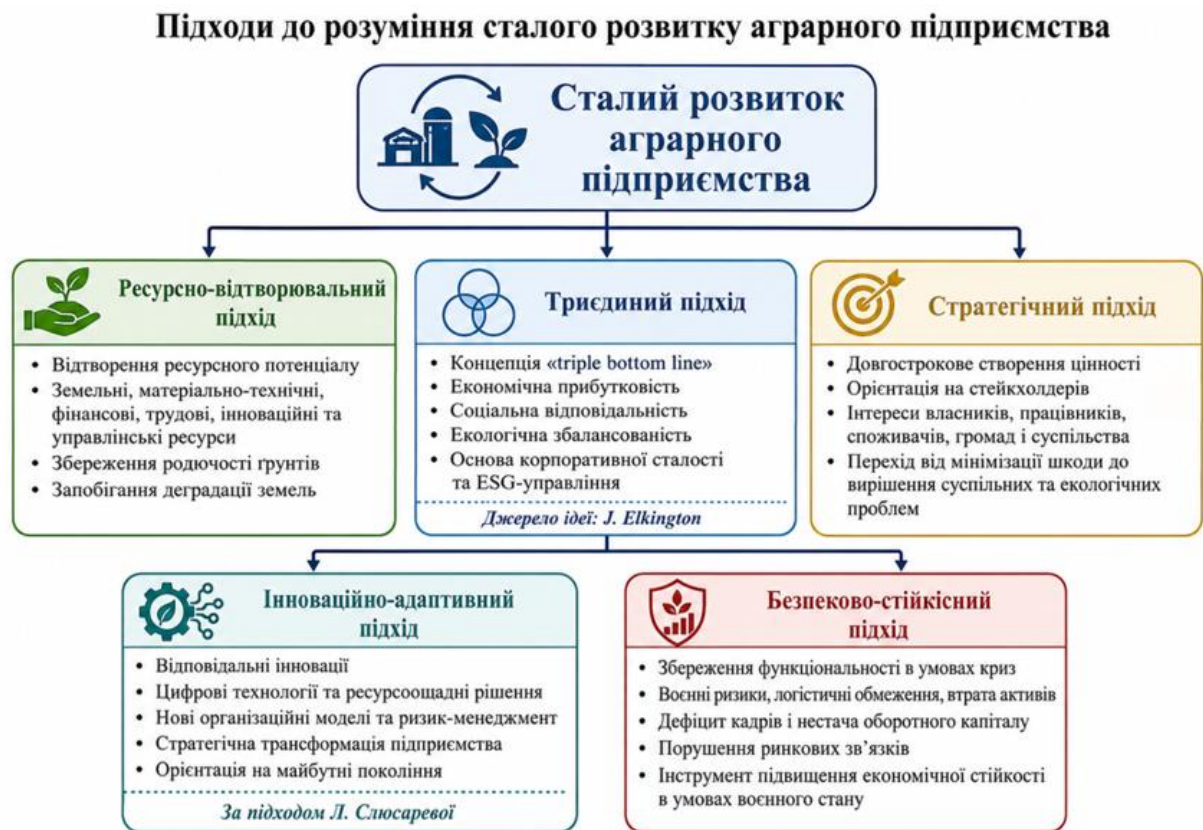 Підходи до розуміння сталого розвитку аграрного підприємства
Сталий розвиток
аграрного
підприємства
Ресурсно-відтворювальний
підхід
• Відтворення ресурсного потенціалу
• Земельні, матеріально-технічні,
фінансові, трудові, інноваційні та
управлінські ресурси
• Збереження родючості ґрунтів
• Запобігання деградації земель
Триєдиний підхід
• Концепція «triple bottom line»
• Економічна прибутковість
• Соціальна відповідальність
• Екологічна збалансованість
• Основа корпоративної сталості
та ESG-управління
Джерело ідеї: J. Elkington
Стратегічний підхід
• Довгострокове створення цінності
• Орієнтація на стейкхолдерів
• Інтереси власників, працівників,
споживачів, громад і суспільства
• Перехід від мінімізації шкоди до
вирішення суспільних та екологічних
проблем
Інноваційно-адаптивний
підхід
• Відповідальні інновації
• Цифрові технології та ресурсоощадні рішення
• Нові організаційні моделі та ризик-менеджмент
• Стратегічна трансформація підприємства
• Орієнтація на майбутні покоління
За підходом Л. Слюсаревої
Безпеково-стійкісний
підхід
• Збереження функціональності в умовах криз
• Воєнні ризики, логістичні обмеження, втрата активів
• Дефіцит кадрів і нестача оборотного капіталу
• Порушення ринкових зв’язків
• Інструмент підвищення економічної стійкості
в умовах воєнного стану